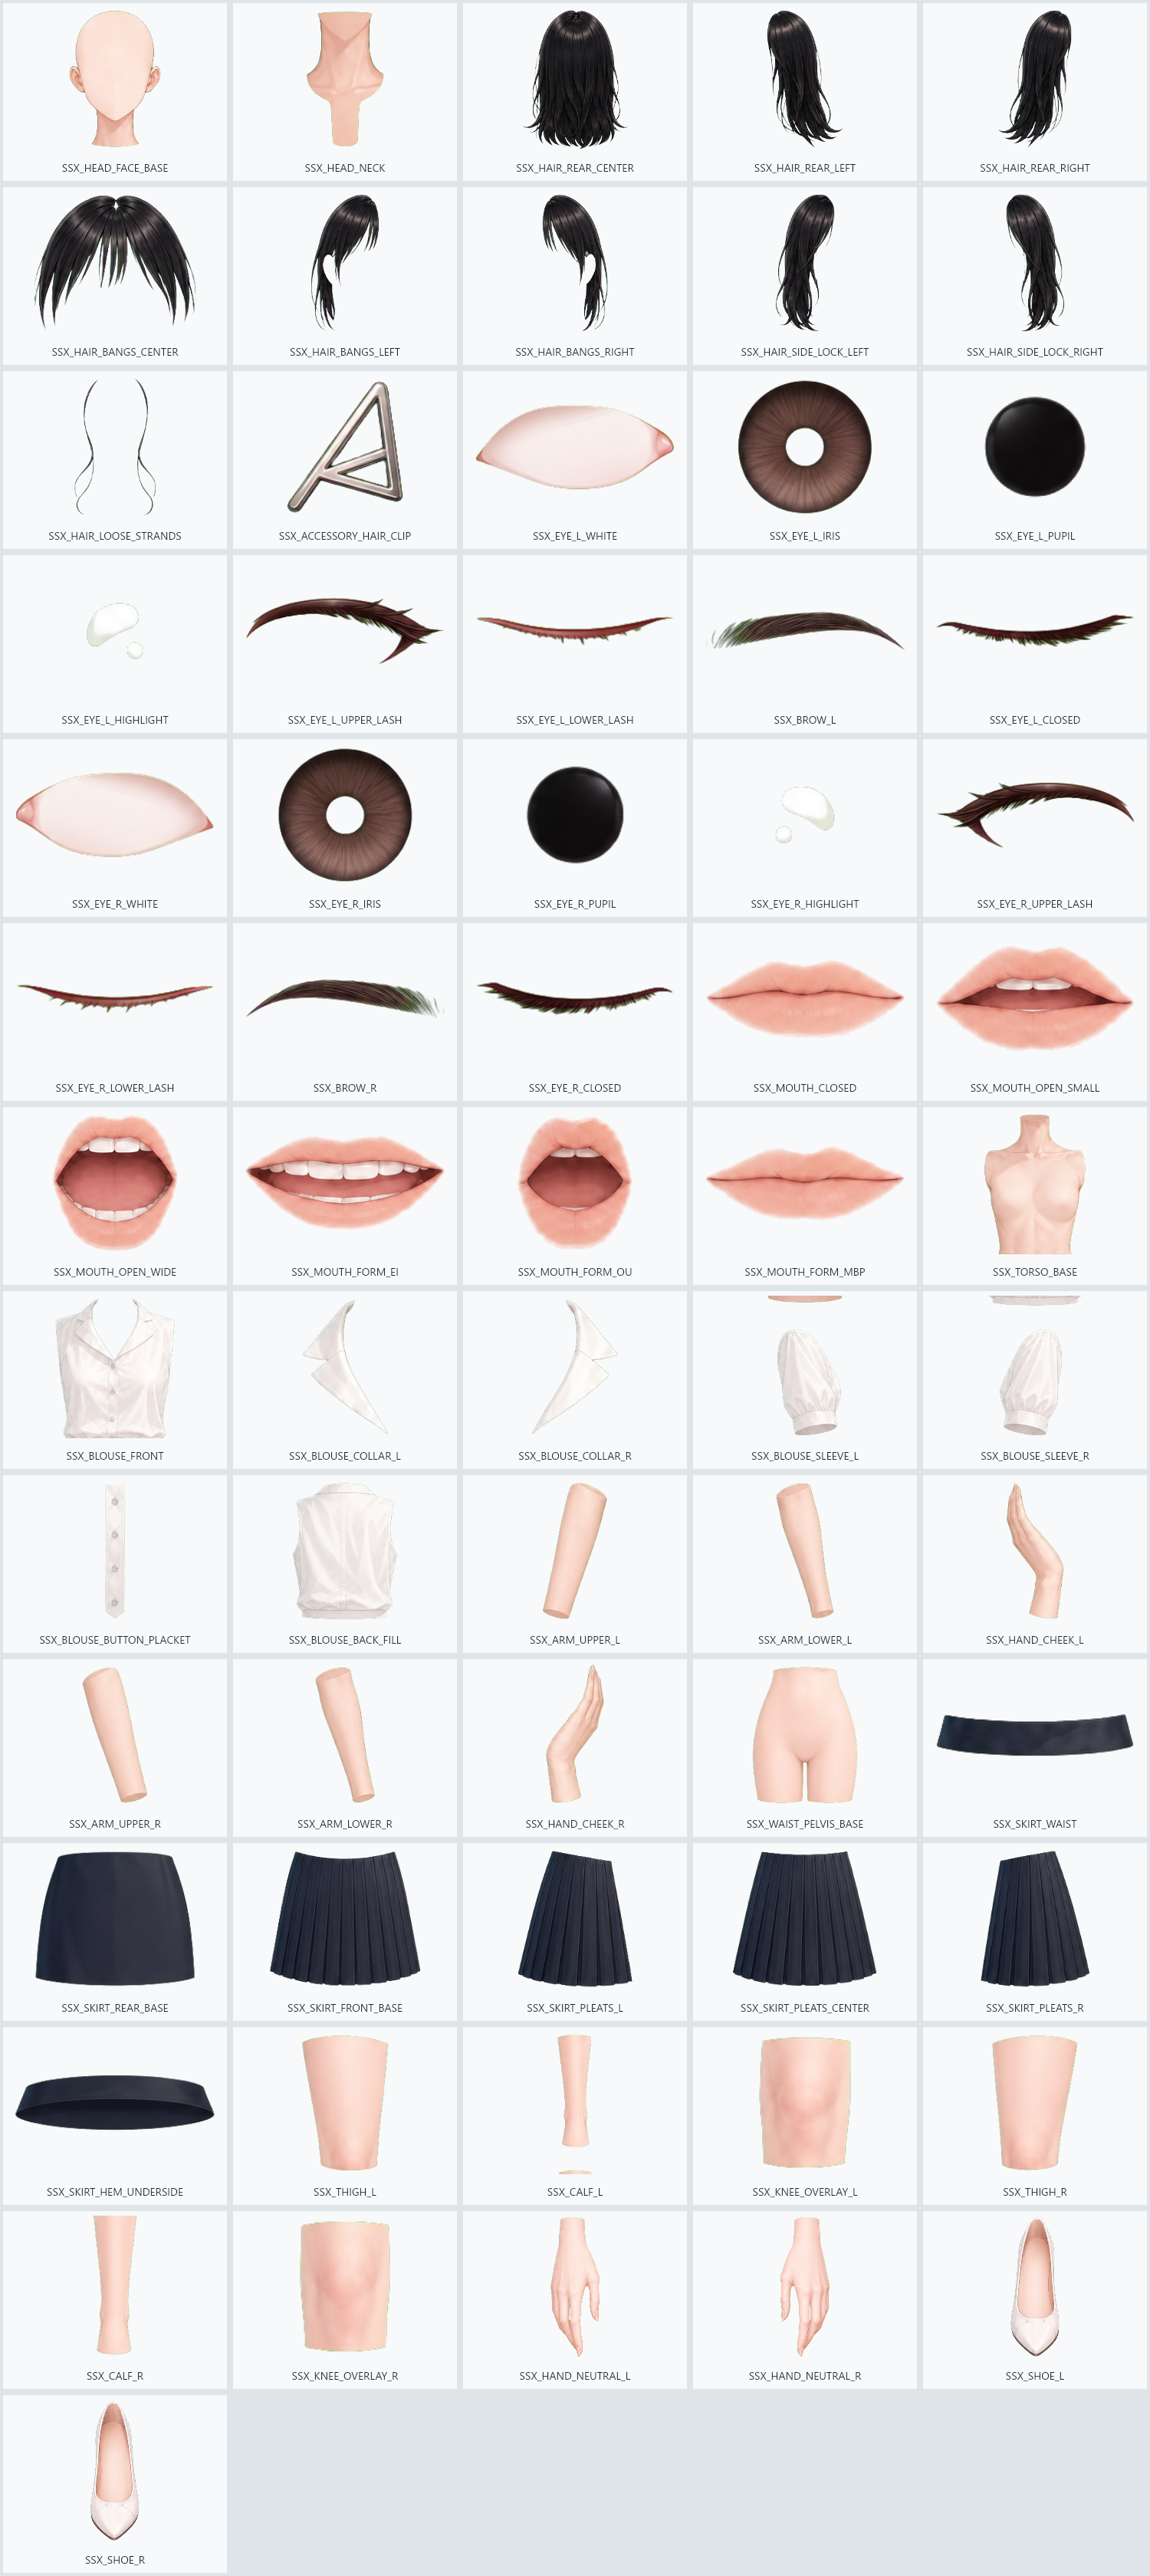 SSX_HEAD_FACE_BASE
SSX_HEAD_NECK
SSX_HAIR_REAR_CENTER
SSX_HAIR_REAR_LEFT
SSX_HAIR_REAR_RIGHT
SSX_HAIR_BANGS_CENTER
SSX_HAIR_BANGS_LEFT
SSX_HAIR_BANGS_RIGHT
SSX_HAIR_SIDE_LOCK_LEFT
SSX_HAIR_SIDE_LOCK_RIGHT
SSX_HAIR_LOOSE_STRANDS
SSX_ACCESSORY_HAIR_CLIP
SSX_EYE_L_WHITE
SSX_EYE_L_IRIS
SSX_EYE_L_PUPIL
SSX_EYE_L_HIGHLIGHT
SSX_EYE_L_UPPER_LASH
SSX_EYE_L_LOWER_LASH
SSX_BROW_L
SSX_EYE_L_CLOSED
SSX_EYE_R_WHITE
SSX_EYE_R_IRIS
SSX_EYE_R_PUPIL
SSX_EYE_R_HIGHLIGHT
SSX_EYE_R_UPPER_LASH
SSX_EYE_R_LOWER_LASH
SSX_BROW_R
SSX_EYE_R_CLOSED
SSX_MOUTH_CLOSED
SSX_MOUTH_OPEN_SMALL
SSX_MOUTH_OPEN_WIDE
SSX_MOUTH_FORM_EI
SSX_MOUTH_FORM_OU
SSX_MOUTH_FORM_MBP
SSX_TORSO_BASE
SSX_BLOUSE_FRONT
SSX_BLOUSE_COLLAR_L
SSX_BLOUSE_COLLAR_R
SSX_BLOUSE_SLEEVE_L
SSX_BLOUSE_SLEEVE_R
SSX_BLOUSE_BUTTON_PLACKET
SSX_BLOUSE_BACK_FILL
SSX_ARM_UPPER_L
SSX_ARM_LOWER_L
SSX_HAND_CHEEK_L
SSX_ARM_UPPER_R
SSX_ARM_LOWER_R
SSX_HAND_CHEEK_R
SSX_WAIST_PELVIS_BASE
SSX_SKIRT_WAIST
SSX_SKIRT_REAR_BASE
SSX_SKIRT_FRONT_BASE
SSX_SKIRT_PLEATS_L
SSX_SKIRT_PLEATS_CENTER
SSX_SKIRT_PLEATS_R
SSX_SKIRT_HEM_UNDERSIDE
SSX_THIGH_L
SSX_CALF_L
SSX_KNEE_OVERLAY_L
SSX_THIGH_R
SSX_CALF_R
SSX_KNEE_OVERLAY_R
SSX_HAND_NEUTRAL_L
SSX_HAND_NEUTRAL_R
SSX_SHOE_L
SSX_SHOE_R